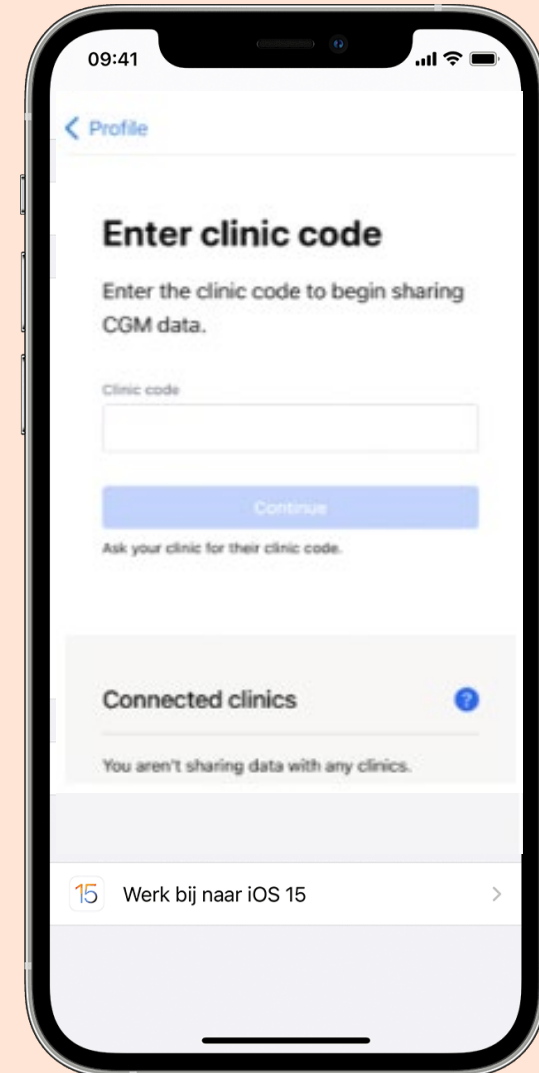 09:41
Profile
Enter clinic code
Enter the clinic code to begin sharing
CGM data.
Clinic code
Continue
Ask your clinic for their clinic code.
Connected clinics
?
You aren't sharing data with any clinics.
15 Werk bij naar iOS 15